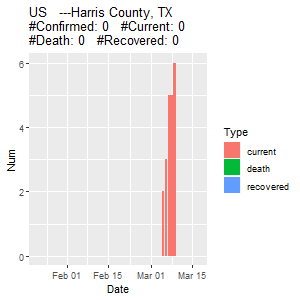 US   ---Harris County, TX
#Confirmed: 0   #Current: 0
#Death: 0   #Recovered: 0
6
4
2
0
Num
Feb 01
Feb 15
Mar 01
Mar 15
Date
Type
current
death
recovered